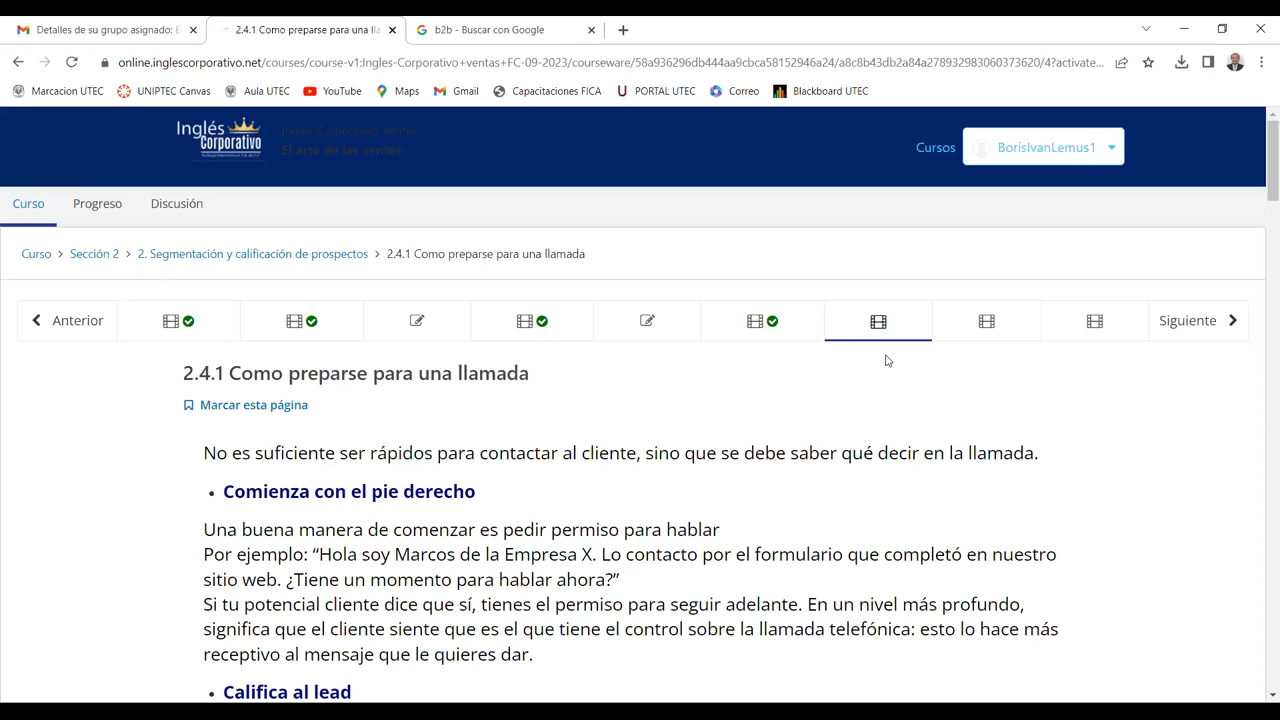 Detalles de su grupo asignado: E
2.4.1 Como preparse para una lla
b2b - Buscar con Google
online.inglescorporativo.net/courses/course-v1:Ingles-Corporativo+ventas+FC-09-2023/courseware/58a936296db444aa9cbca58152946a24/a8c8b43db2a84a278932983060373620/4?activate...
Marcacion UTEC
UNIPTEC Canvas
Aula UTEC
YouTube
Maps
Gmail
Capacitaciones FICA
PORTAL UTEC
Correo
Blackboard UTEC
Inglés
Corporativo
Inglés Corporativo Ventas
El arte de las ventas
Cursos
BorisIvanLemus1
Curso
Progreso
Discusión
Curso > Sección 2 > 2. Segmentación y calificación de prospectos > 2.4.1 Como preparse para una llamada
Anterior
Siguiente
2.4.1 Como preparse para una llamada
Marcar esta página
No es suficiente ser rápidos para contactar al cliente, sino que se debe saber qué decir en la llamada.
• Comienza con el pie derecho
Una buena manera de comenzar es pedir permiso para hablar
Por ejemplo: “Hola soy Marcos de la Empresa X. Lo contacto por el formulario que completó en nuestro
sitio web. ¿Tiene un momento para hablar ahora?”
Si tu potencial cliente dice que sí, tienes el permiso para seguir adelante. En un nivel más profundo,
significa que el cliente siente que es el que tiene el control sobre la llamada telefónica: esto lo hace más
receptivo al mensaje que le quieres dar.
• Califica al lead